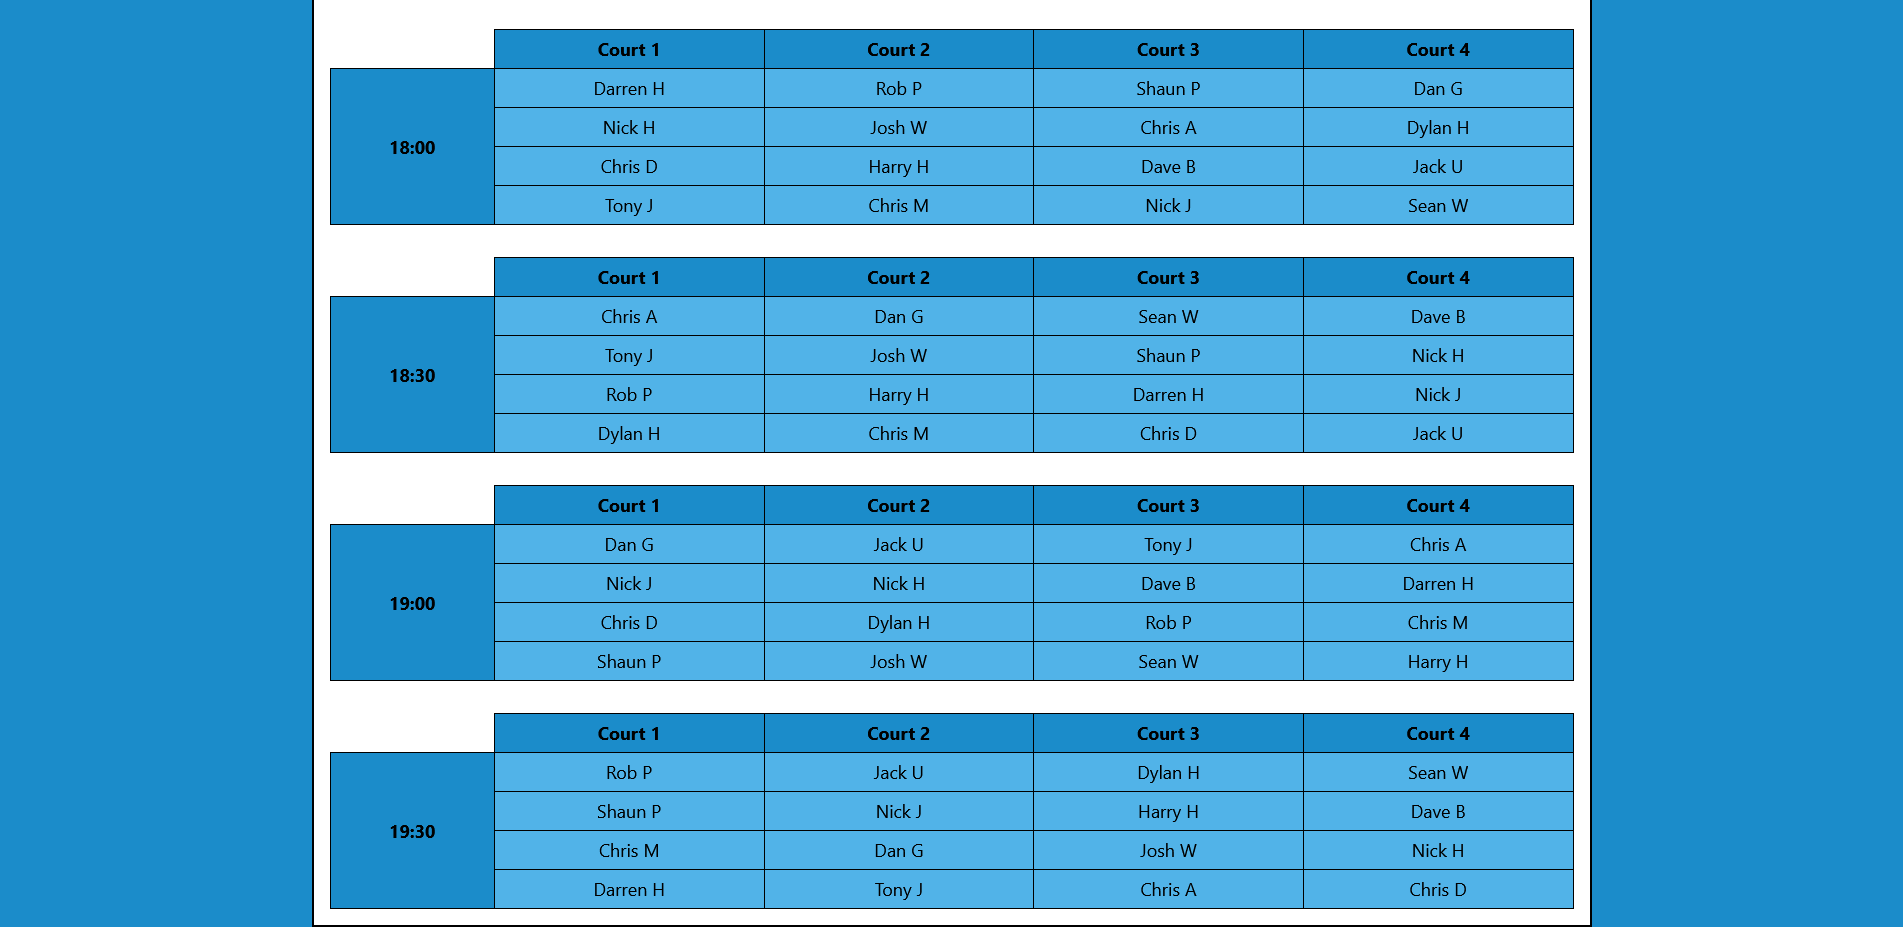 Court 1 Court 2 Court 3 Court 4
Darren H Rob P Shaun P Dan G
Nick H Josh W Chris A Dylan H
18:00
Chris D Harry H Dave B Jack U
Tony J Chris M Nick J Sean W
Court 1 Court 2 Court 3 Court 4
Chris A Dan G Sean W Dave B
Tony J Josh W Shaun P Nick H
18:30
Rob P Harry H Darren H Nick J
Dylan H Chris M Chris D Jack U
Court 1 Court 2 Court 3 Court 4
Dan G Jack U Tony J Chris A
Nick J Nick H Dave B Darren H
19:00
Chris D Dylan H Rob P Chris M
Shaun P Josh W Sean W Harry H
Court 1 Court 2 Court 3 Court 4
Rob P Jack U Dylan H Sean W
Shaun P Nick J Harry H Dave B
19:30
Chris M Dan G Josh W Nick H
Darren H Tony J Chris A Chris D